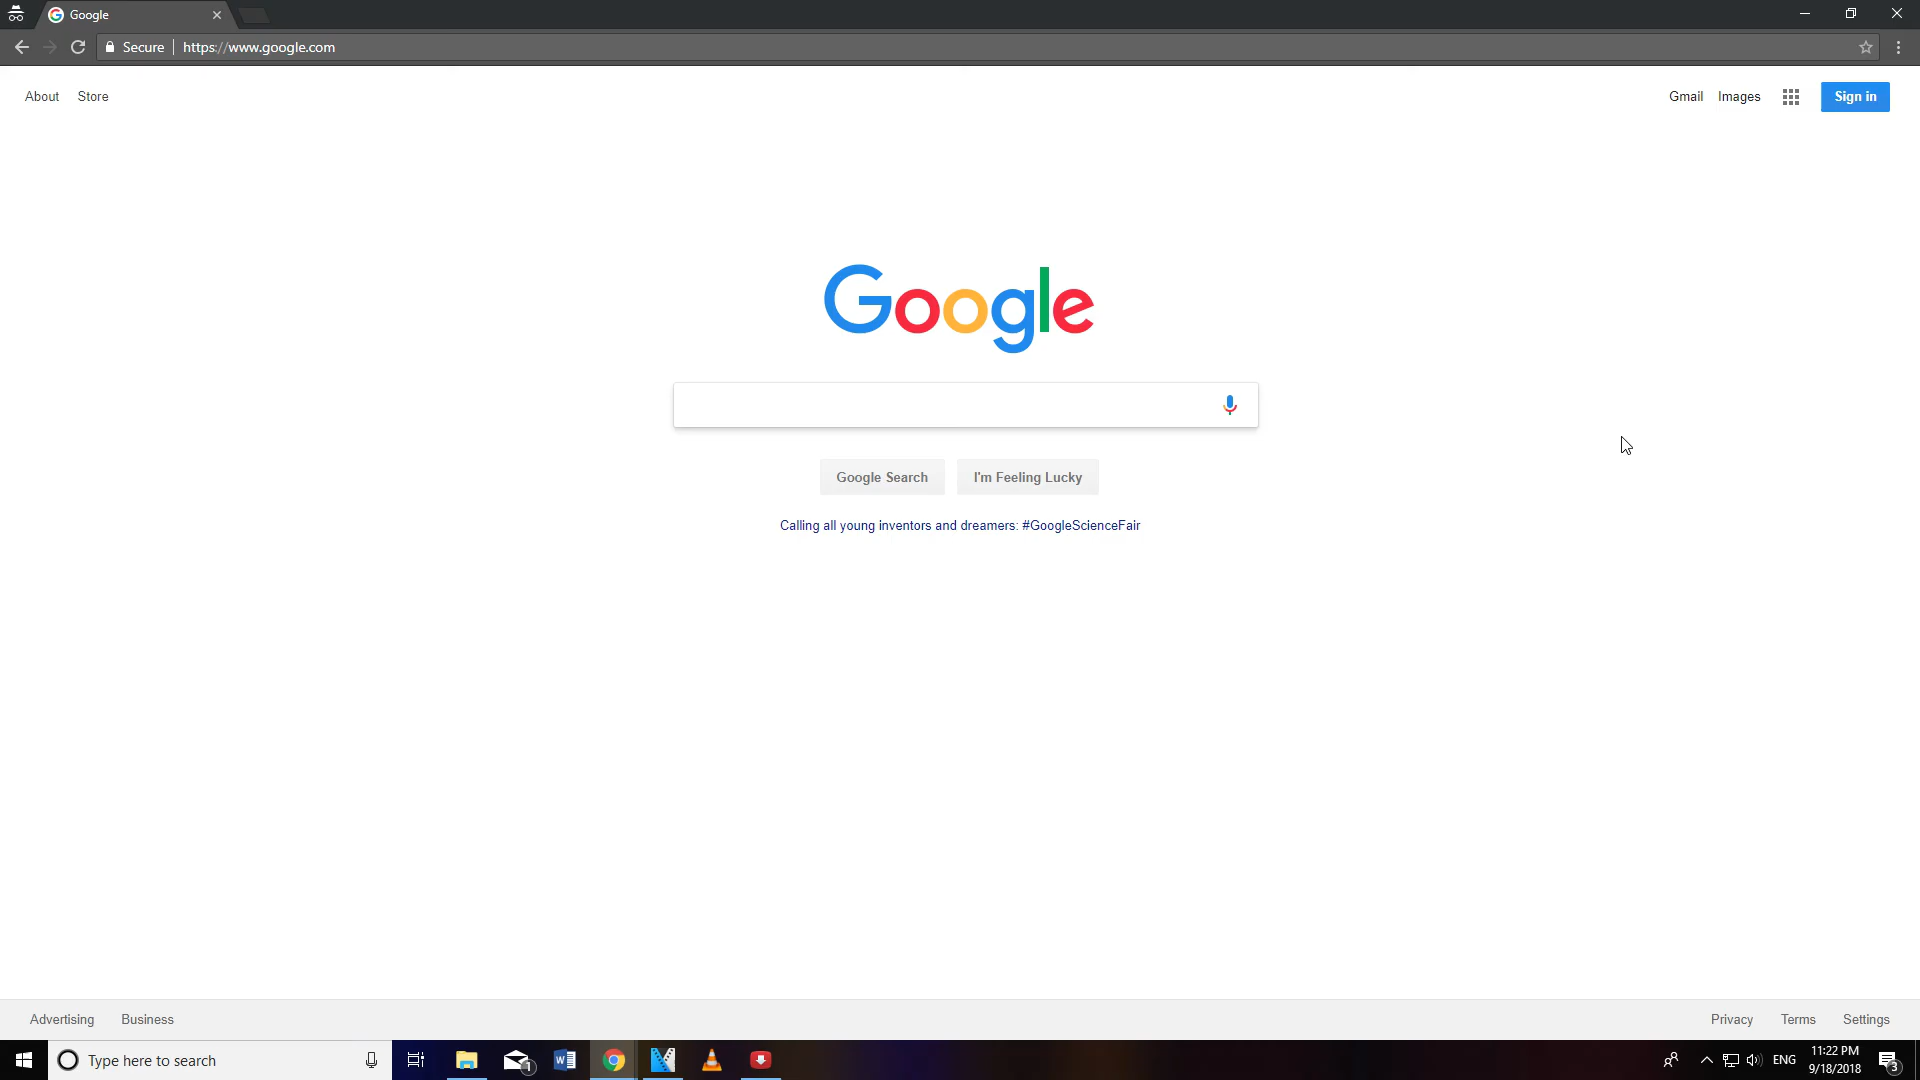 Google
Secure https://www.google.com
About Store
Gmail Images Sign in
Google
Google Search I'm Feeling Lucky
Calling all young inventors and dreamers: #GoogleScienceFair
Advertising Business
Privacy Terms Settings
Type here to search
1
W
ENG
11:22 PM
9/18/2018
3